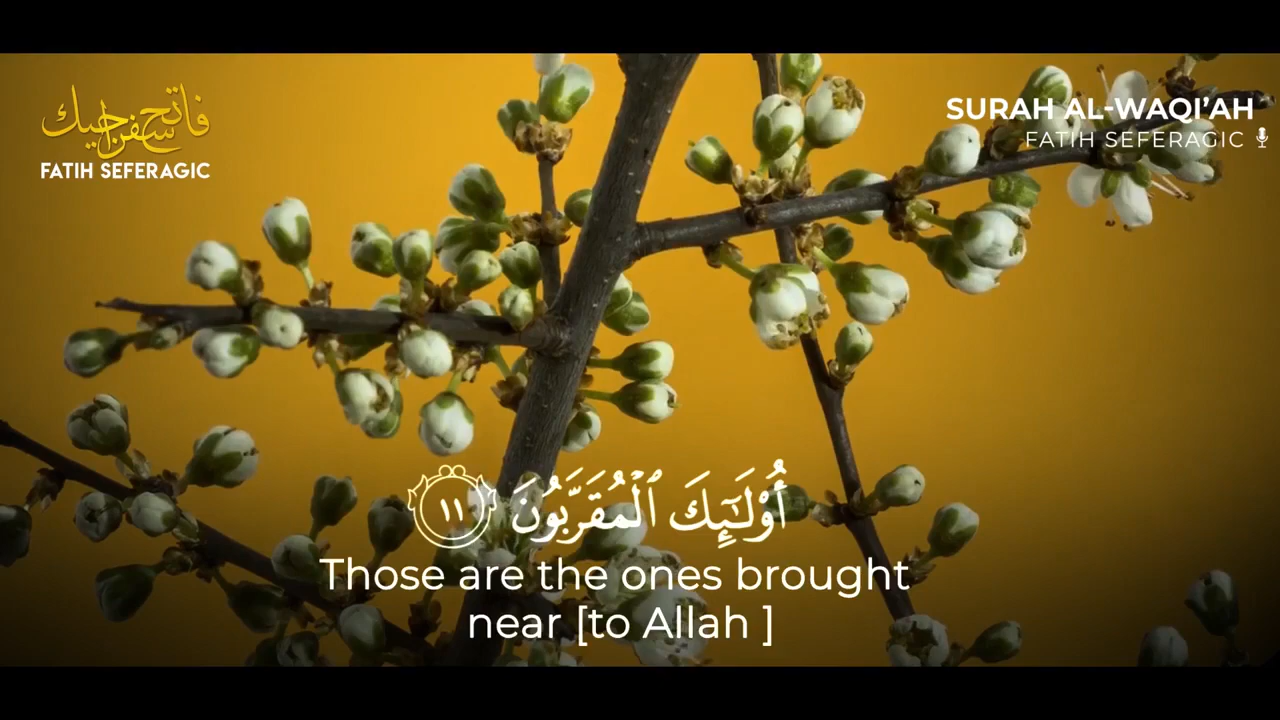 فاتح سفراجيك
FATIH SEFERAGIC
SURAH AL-WAQI'AH
FATIH SEFERAGIC
أُو۟لَـٰٓئِكَ ٱلْمُقَرَّبُونَ ١١
Those are the ones brought
near [to Allah ]